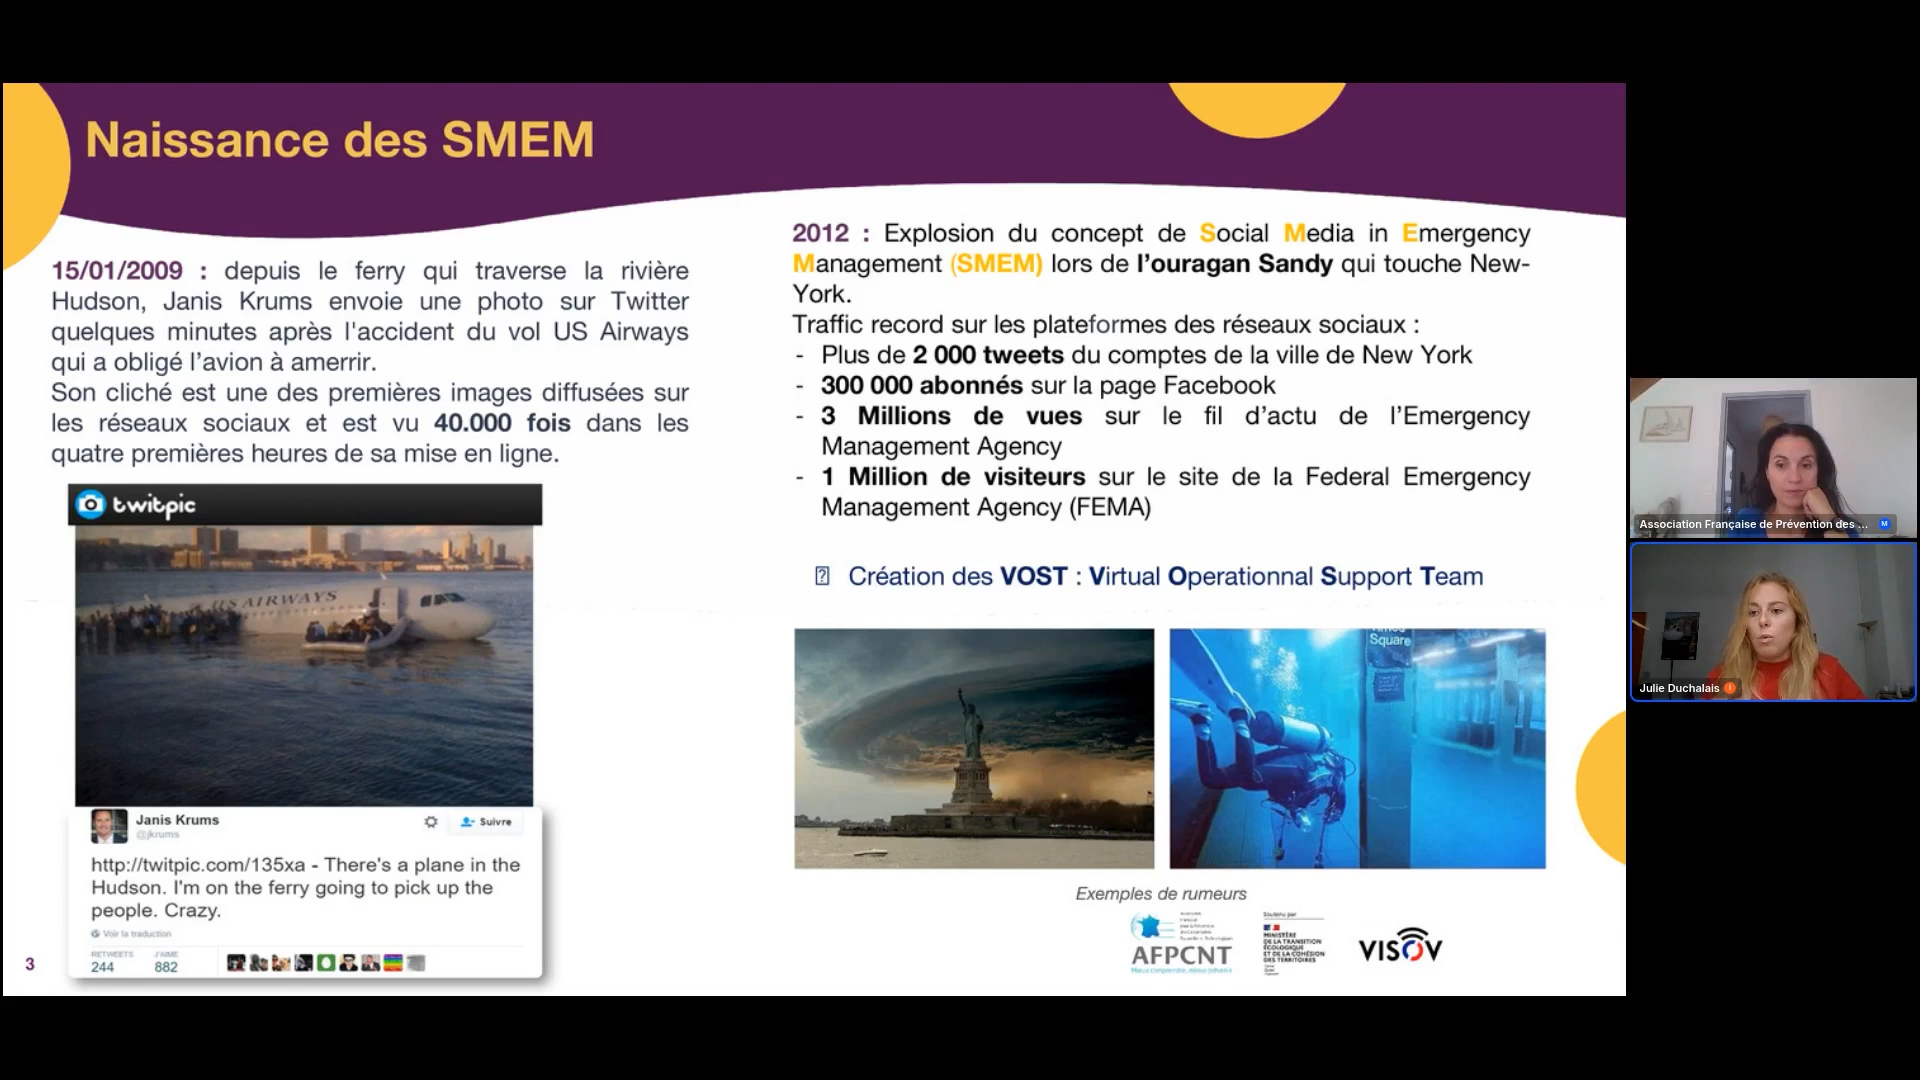 Naissance des SMEM
15/01/2009 : depuis le ferry qui traverse la rivière
Hudson, Janis Krums envoie une photo sur Twitter
quelques minutes après l'accident du vol US Airways
qui a obligé l’avion à amerrir.
Son cliché est une des premières images diffusées sur
les réseaux sociaux et est vu 40.000 fois dans les
quatre premières heures de sa mise en ligne.
twitpic
US AIRWAYS
Janis Krums
@jkrums
Suivre
http://twitpic.com/135xa - There's a plane in the
Hudson. I'm on the ferry going to pick up the
people. Crazy.
Voir la traduction
RETWEETS
244
J'AIME
882
3
2012 : Explosion du concept de Social Media in Emergency
Management (SMEM) lors de l’ouragan Sandy qui touche New-
York.
Traffic record sur les plateformes des réseaux sociaux :
- Plus de 2 000 tweets du comptes de la ville de New York
- 300 000 abonnés sur la page Facebook
- 3 Millions de vues sur le fil d’actu de l’Emergency
Management Agency
- 1 Million de visiteurs sur le site de la Federal Emergency
Management Agency (FEMA)
Création des VOST : Virtual Operationnal Support Team
Times
Square
Exemples de rumeurs
AFPCNT
Mieux comprendre, mieux prévenir
Soutenu par
MINISTÈRE
DE LA TRANSITION
ÉCOLOGIQUE
ET DE LA COHÉSION
DES TERRITOIRES
VISOV
Association Française de Prévention des ...
M
Julie Duchalais